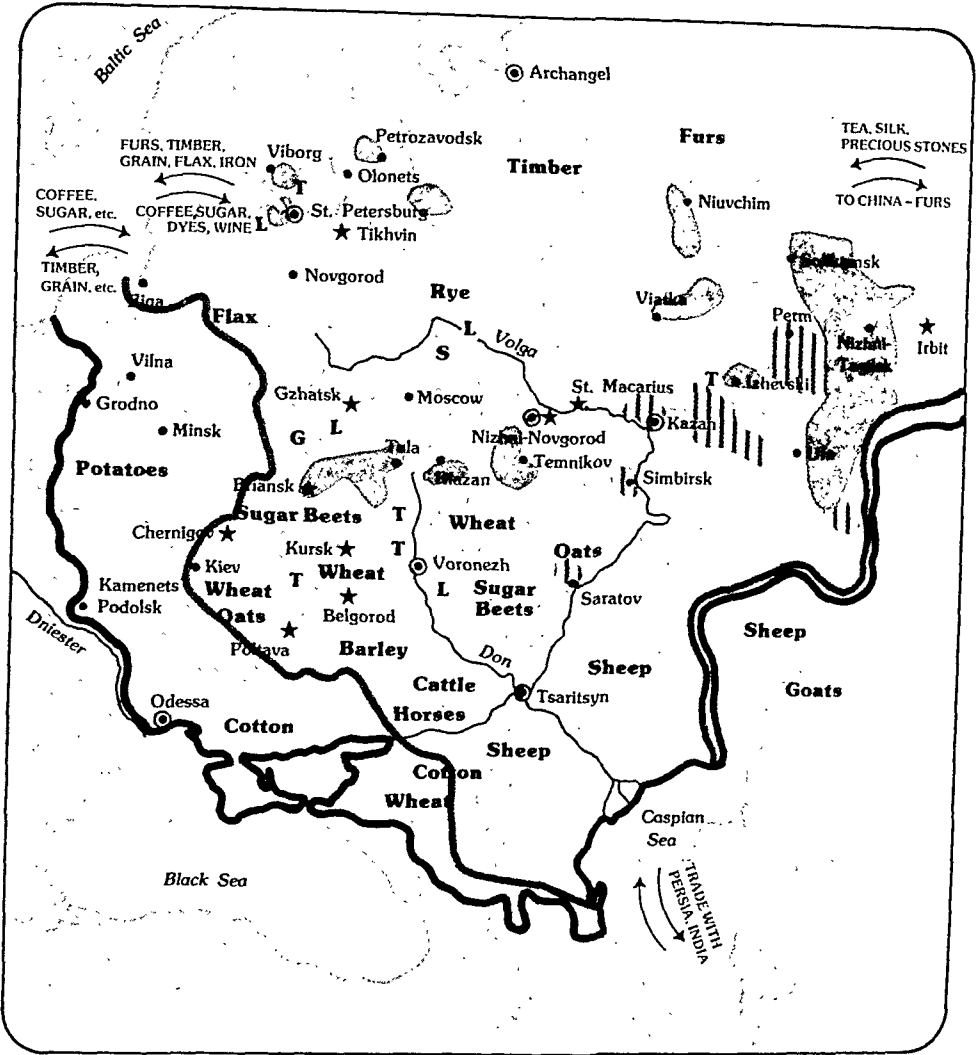 Baltic Sea
Archangel
FURS, TIMBER,
GRAIN, FLAX, IRON
Viborg
Petrozavodsk
Olonets
T
Timber
Furs
TEA, SILK,
PRECIOUS STONES
TO CHINA – FURS
COFFEE,
SUGAR, etc.
COFFEE, SUGAR,
DYES, WINE
L
St. Petersburg
Tikhvin
Niuvchim
TIMBER,
GRAIN, etc.
Novgorod
Riga
Flax
Rye
Viatka
Perm
Nizhni-
Tagilsk
Irbit
L
S
Volga
Vilna
Grodno
Minsk
Potatoes
Gzhatsk
Moscow
St. Macarius
T
Izhevski
Kazan
G
L
Nizhni-Novgorod
Tula
Temnikov
Riazan
Ufa
Briansk
Simbirsk
Sugar Beets
T
Wheat
Chernigov
Kursk
T
Oats
Kiev
Wheat
Oats
T
Wheat
Voronezh
L
Sugar
Beets
Saratov
Kamenets
Podolsk
Belgorod
Dniester
Poltava
Barley
Don
Sheep
Sheep
Goats
Cattle
Horses
Tsaritsyn
Odessa
Cotton
Sheep
Cotton
Wheat
Caspian
Sea
Black Sea
TRADE WITH
PERSIA, INDIA